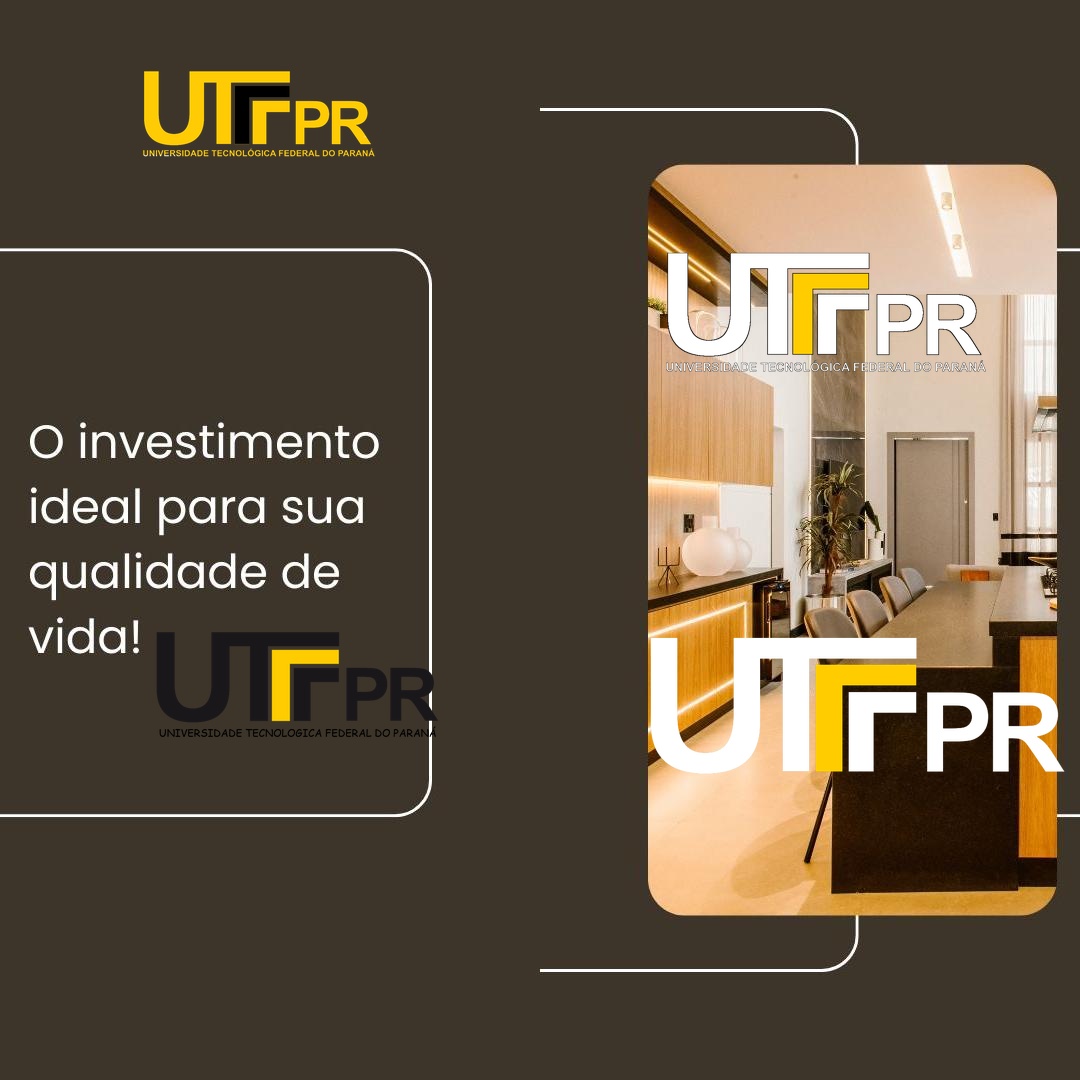 UTFPR
UNIVERSIDADE TECNOLÓGICA FEDERAL DO PARANÁ
O investimento
ideal para sua
qualidade de
vida!
UTFPR
UNIVERSIDADE TECNOLÓGICA FEDERAL DO PARANÁ
UTFPR
UNIVERSIDADE TECNOLÓGICA FEDERAL DO PARANÁ
UTFPR